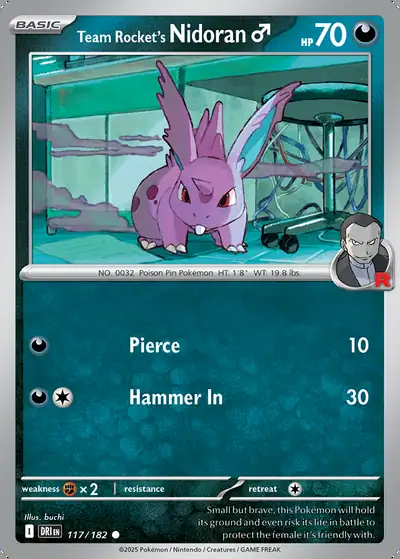 BASIC
Team Rocket's Nidoran ♂ HP 70
NO. 0032 Poison Pin Pokémon HT: 1'8" WT: 19.8 lbs.
R
Pierce 10
Hammer In 30
weakness × 2 resistance retreat
Illus. buchi
I DRI EN 117/182 ●
Small but brave, this Pokémon will hold
its ground and even risk its life in battle to
protect the female it's friendly with.
©2025 Pokémon / Nintendo / Creatures / GAME FREAK